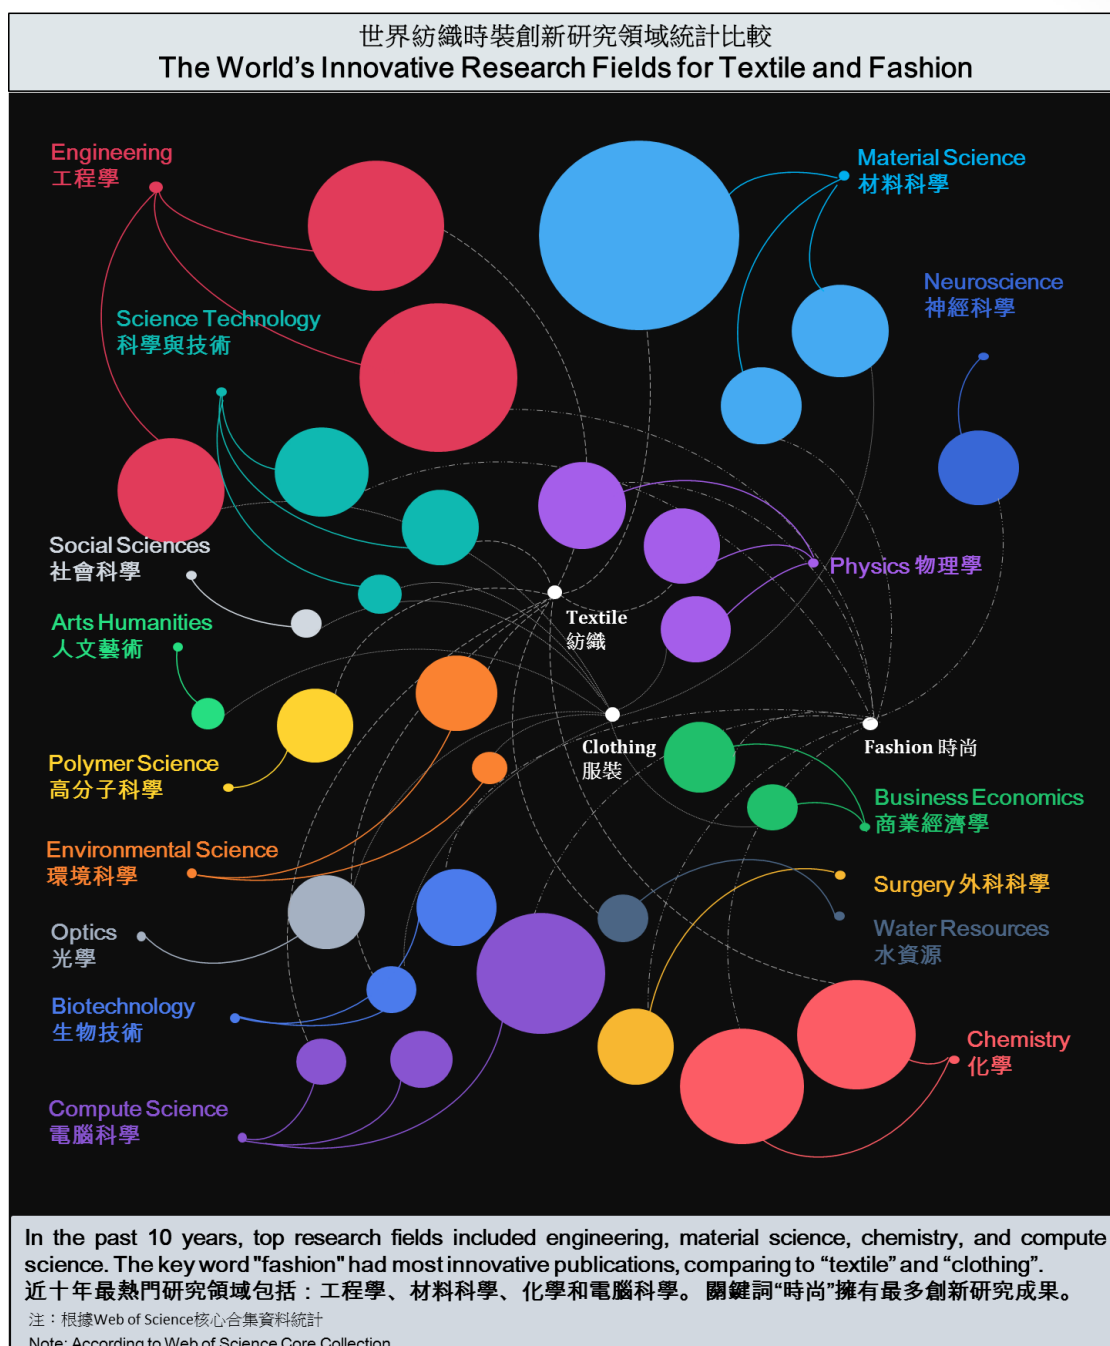 世界紡織時裝創新研究領域統計比較
The World's Innovative Research Fields for Textile and Fashion
Engineering
工程學
Material Science
材料科學
Neuroscience
神經科學
Science Technology
科學與技術
Social Sciences
社會科學
Physics 物理學
Arts Humanities
人文藝術
Textile
紡織
Clothing
服裝
Fashion 時尚
Polymer Science
高分子科學
Business Economics
商業經濟學
Environmental Science
環境科學
Surgery 外科科學
Optics
光學
Water Resources
水資源
Biotechnology
生物技術
Chemistry
化學
Compute Science
電腦科學
In the past 10 years, top research fields included engineering, material science, chemistry, and compute
science. The key word "fashion" had most innovative publications, comparing to “textile” and “clothing”.
近十年最熱門研究領域包括：工程學、材料科學、化學和電腦科學。 關鍵詞“時尚”擁有最多創新研究成果。
注：根據Web of Science核心合集資料統計
Note: According to Web of Science Core Collection